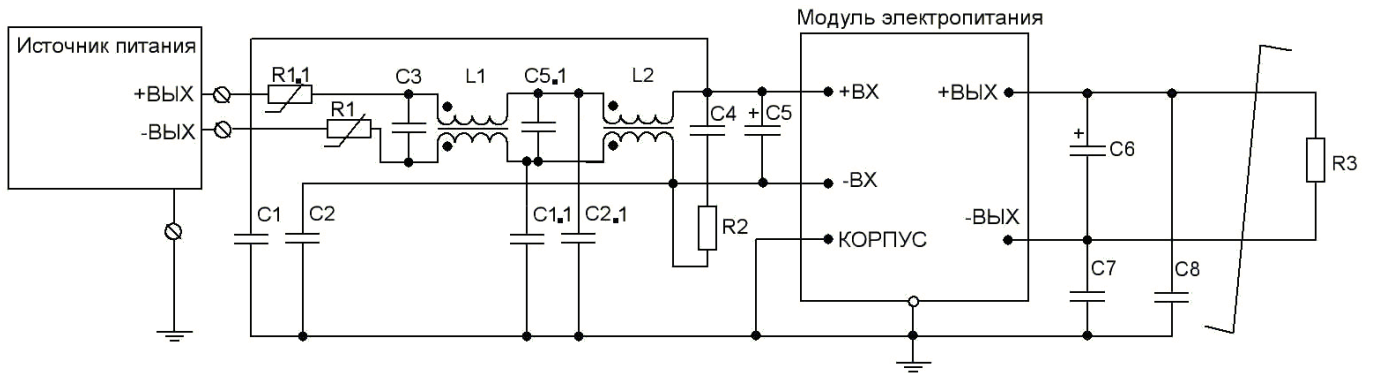 Модуль электропитания
Источник питания
+ВЫХ
-ВЫХ
R1.1
R1
C3
L1
C5.1
L2
C4
+
C5
+ВХ
-ВХ
КОРПУС
+ВЫХ
-ВЫХ
+
C6
R3
C1
C2
C1.1
C2.1
R2
C7
C8